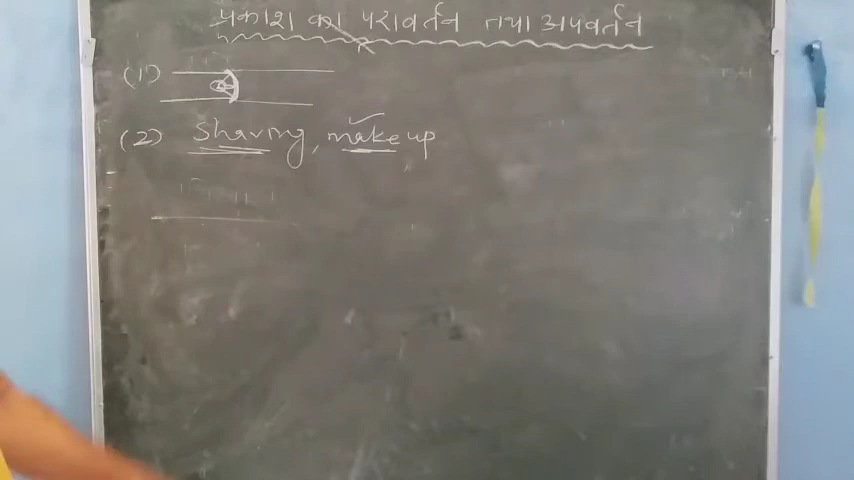 प्रकाश का परावर्तन तथा अपवर्तन
(1)
(2) Shaving, make up